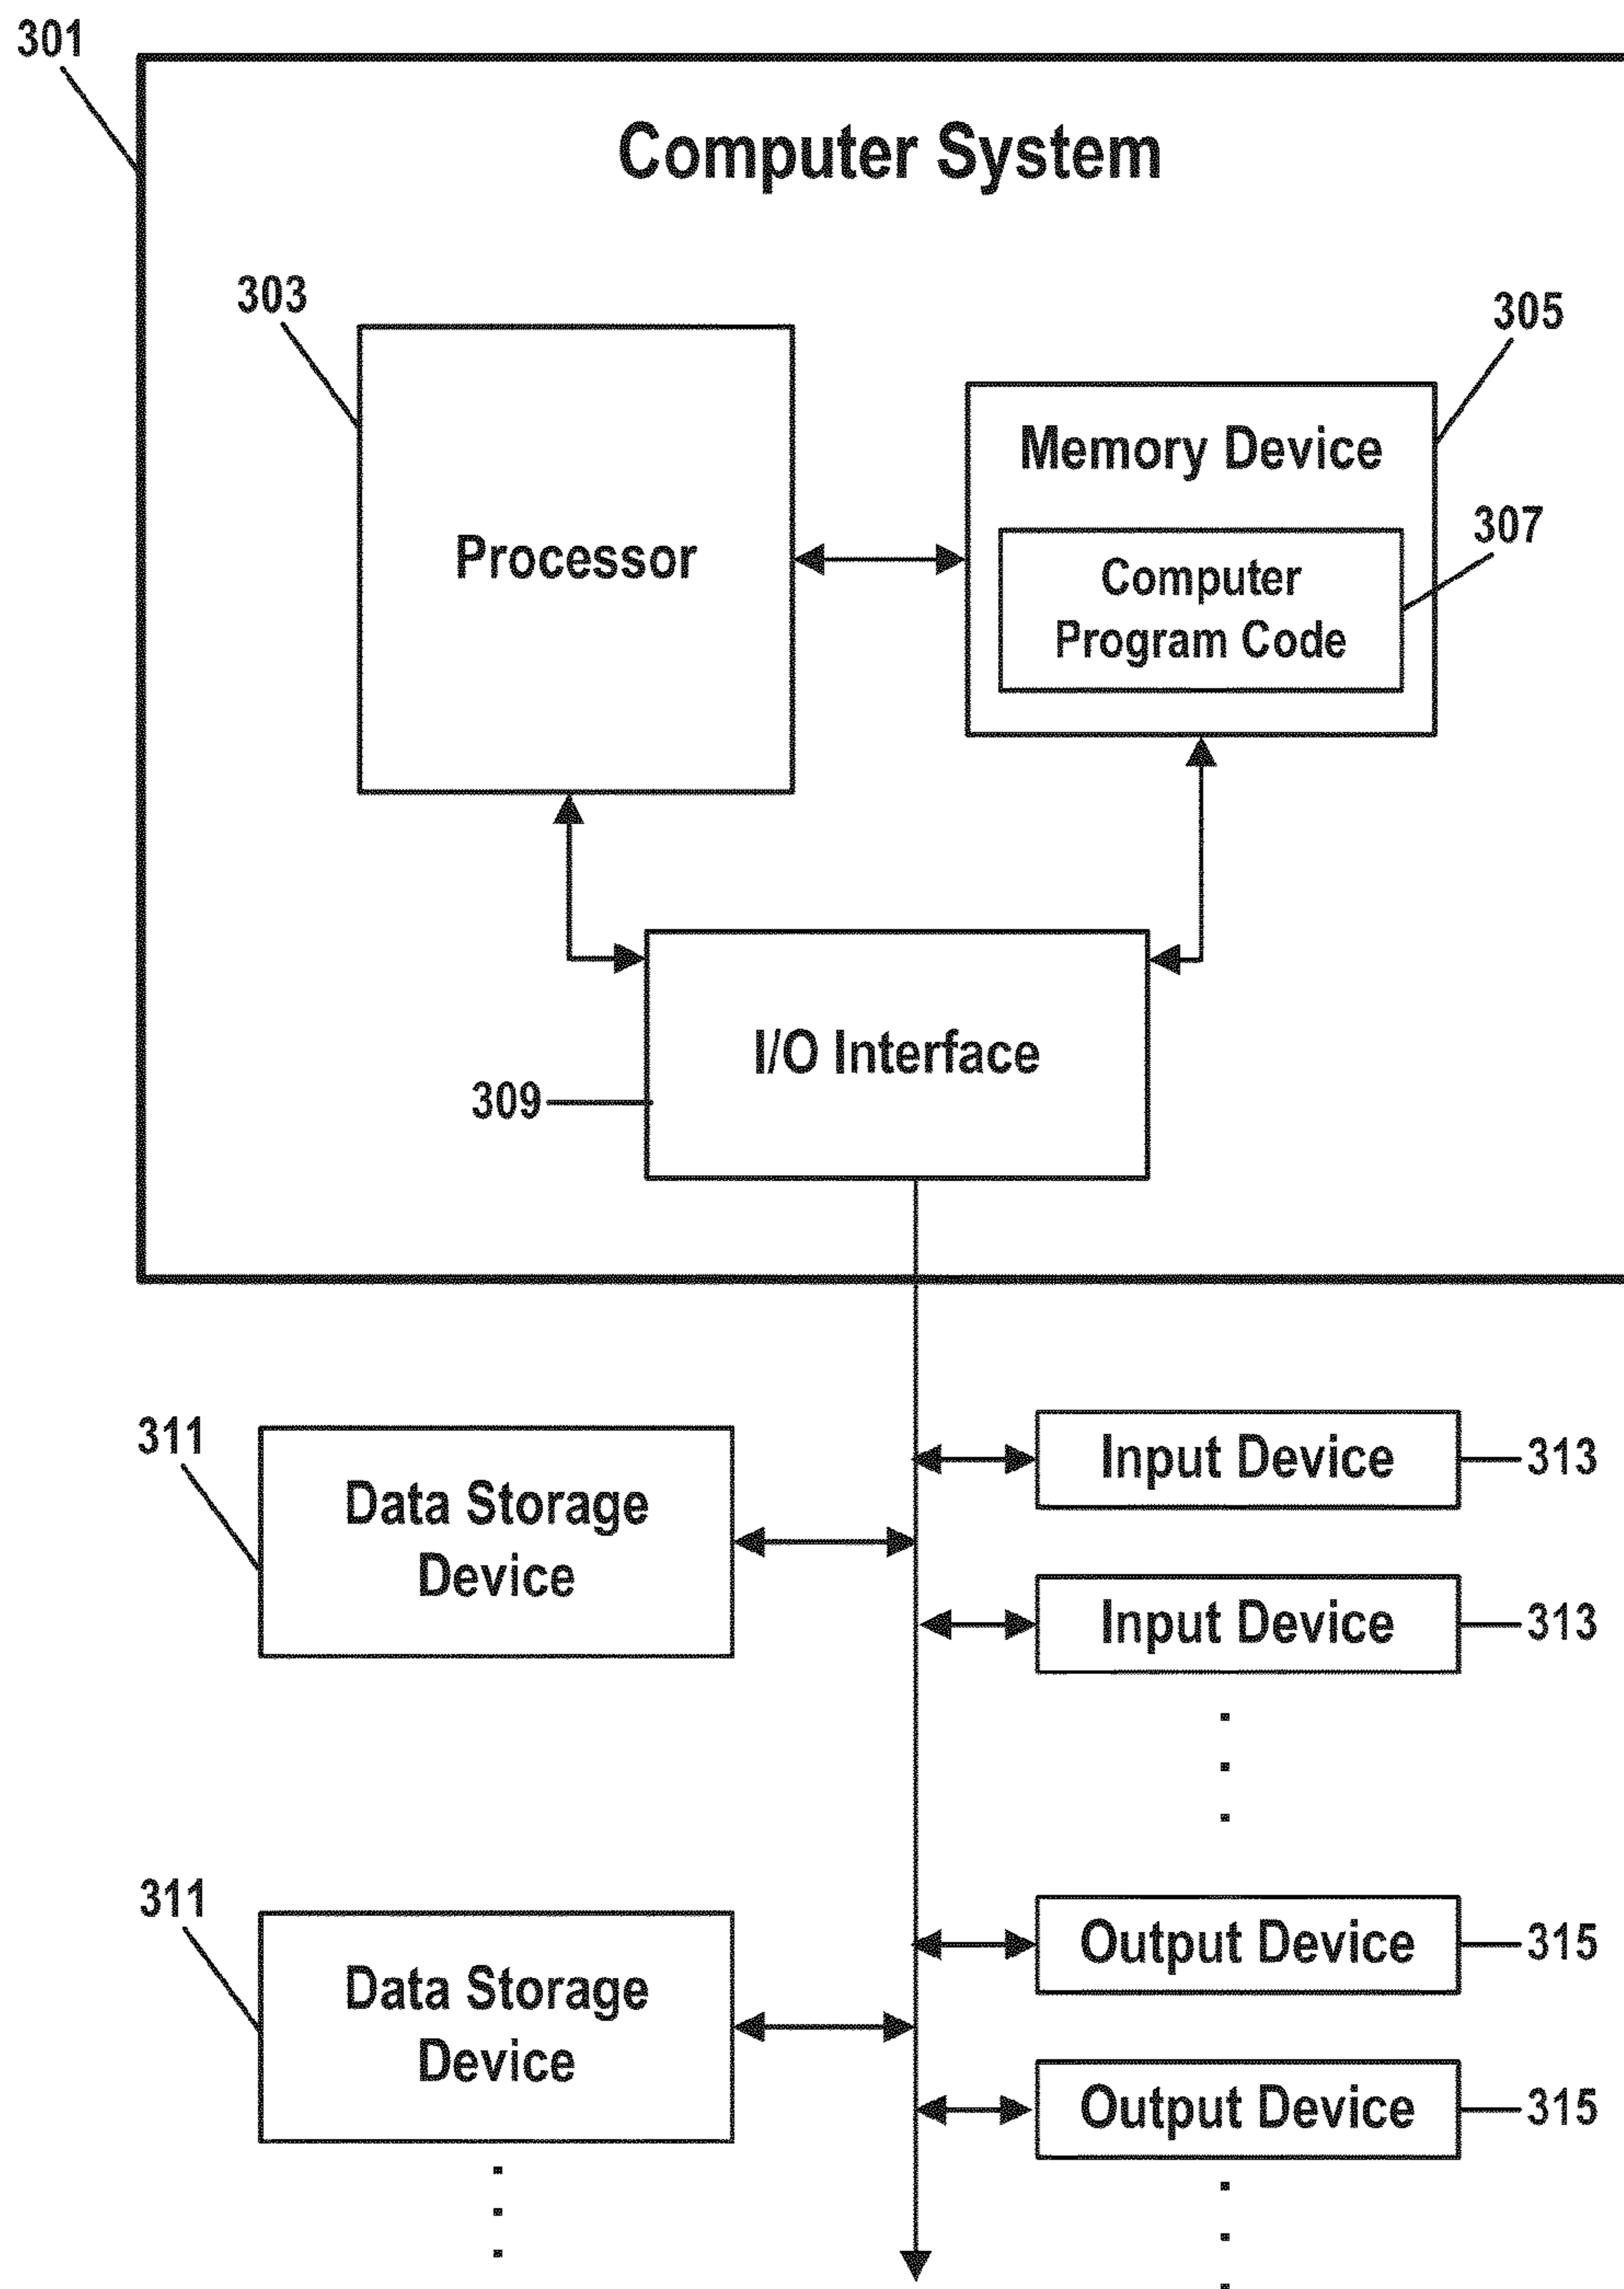 301
Computer System
303
305
Memory Device
307
Processor
Computer
Program Code
I/O Interface
309
311
Data Storage
Device
Input Device
313
Input Device
313
311
Data Storage
Device
Output Device
315
Output Device
315